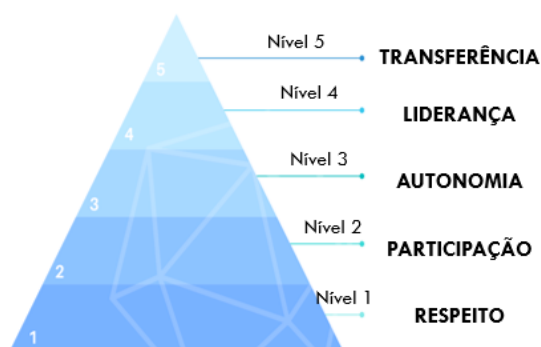 5
Nível 5
TRANSFERÊNCIA
4
Nível 4
LIDERANÇA
3
Nível 3
AUTONOMIA
2
Nível 2
PARTICIPAÇÃO
1
Nível 1
RESPEITO